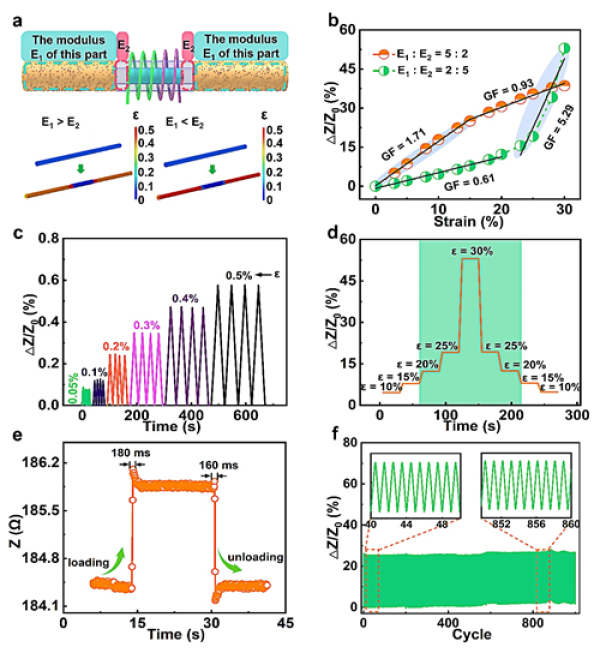 a
The modulus
E₁ of this part
E₂
E₂
The modulus
E₁ of this part
E₁ > E₂
ε
0.5
0.4
0.3
0.2
0.1
0
E₁ < E₂
ε
0.5
0.4
0.3
0.2
0.1
0
b
ΔZ/Z₀ (%)
60
45
30
15
0
E₁ : E₂ = 5 : 2
E₁ : E₂ = 2 : 5
GF = 1.71
GF = 0.93
GF = 0.61
GF = 5.29
0
10
20
30
Strain (%)
c
ΔZ/Z₀ (%)
0.8
0.6
0.4
0.2
0.0
0.05%
0.1%
0.2%
0.3%
0.4%
0.5%
ε
0
200
400
600
Time (s)
d
ΔZ/Z₀ (%)
60
45
30
15
0
ε = 10%
ε = 15%
ε = 20%
ε = 25%
ε = 30%
ε = 25%
ε = 20%
ε = 15%
ε = 10%
0
100
200
300
Time (s)
e
Z (Ω)
186.2
185.5
184.8
184.1
180 ms
160 ms
loading
unloading
0
15
30
45
Time (s)
f
ΔZ/Z₀ (%)
80
60
40
20
0
40
44
48
852
856
860
0
400
800
Cycle